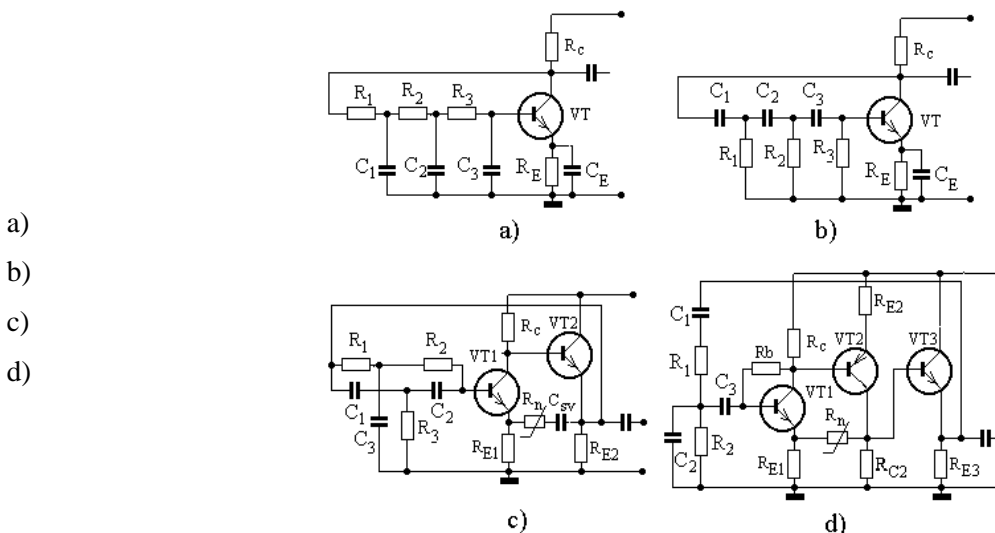 a)
b)
c)
d)
R1 R2 R3
C1 C2 C3
Rc
VT
RE
CE
a)
C1 C2 C3
R1 R2 R3
Rc
VT
RE
CE
b)
R1 R2
C1 C2
C3 R3
Rc
VT1
VT2
Rn Csv
RE1 RE2
c)
C1
R1
C2 R2
C3
Rb
Rc
VT1
RE2
VT2
VT3
Rn
RE1 RC2 RE3
d)